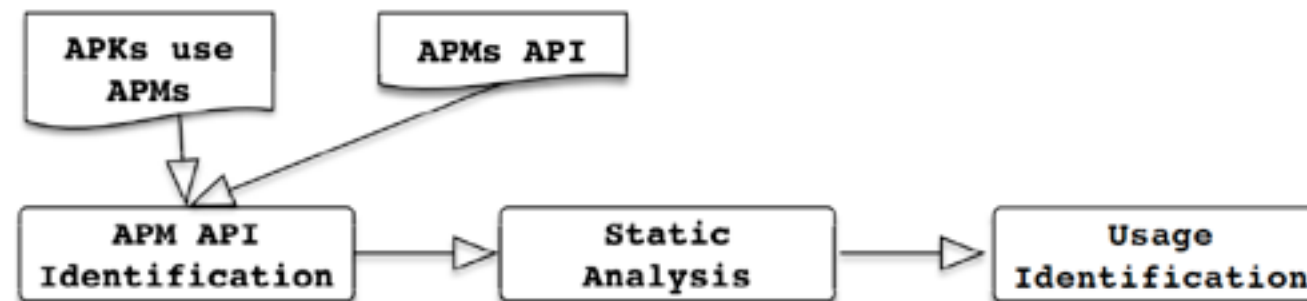 APKs use
APMs
APMs API
APM API
Identification
Static
Analysis
Usage
Identification